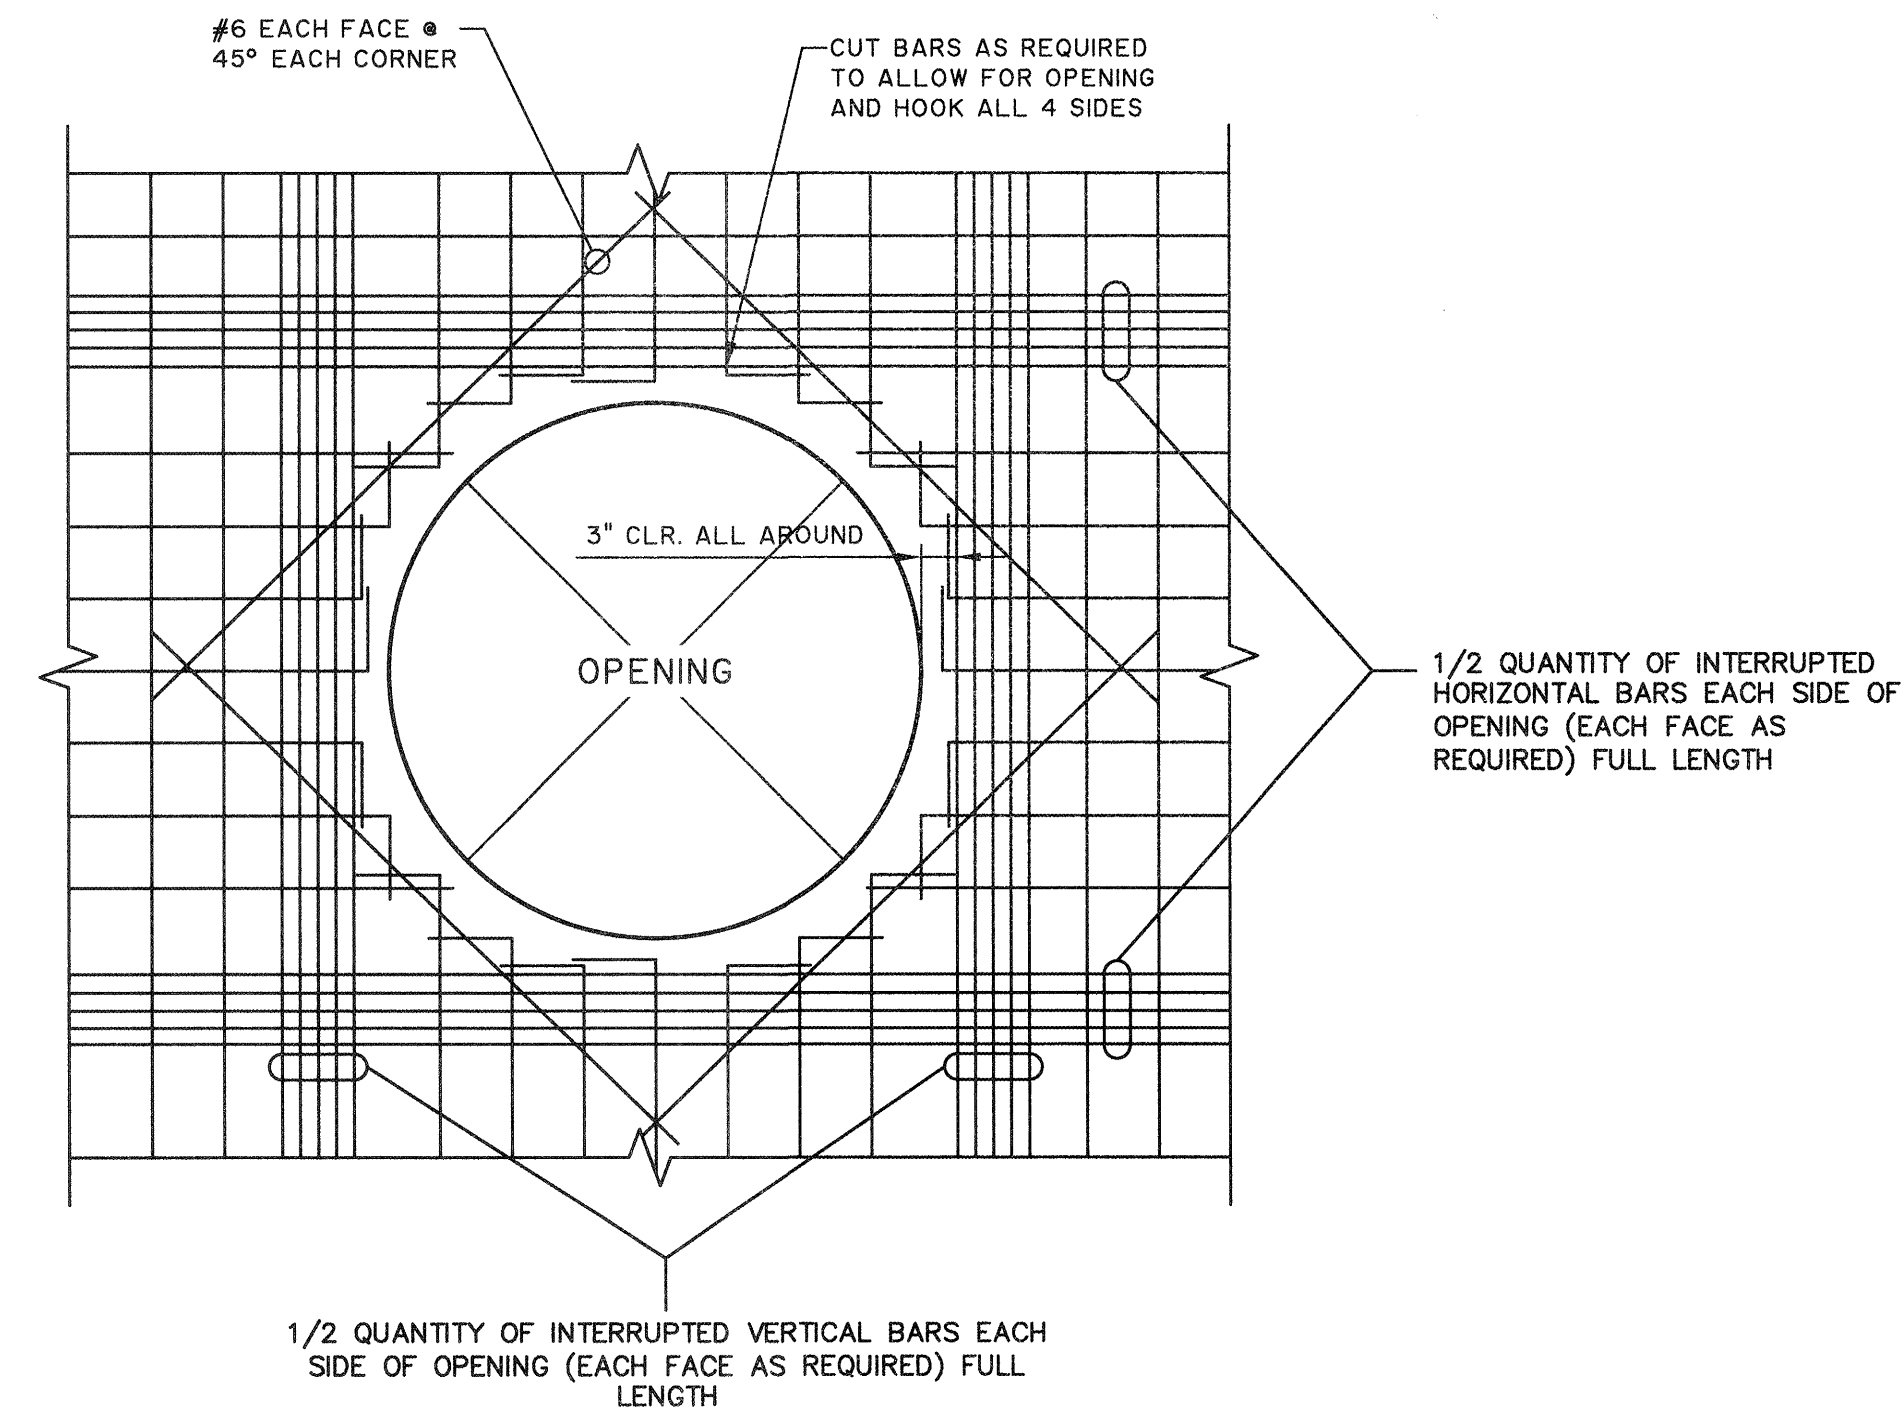 #6 EACH FACE @
45° EACH CORNER
CUT BARS AS REQUIRED
TO ALLOW FOR OPENING
AND HOOK ALL 4 SIDES
3" CLR. ALL AROUND
OPENING
1/2 QUANTITY OF INTERRUPTED
HORIZONTAL BARS EACH SIDE OF
OPENING (EACH FACE AS
REQUIRED) FULL LENGTH
1/2 QUANTITY OF INTERRUPTED VERTICAL BARS EACH
SIDE OF OPENING (EACH FACE AS REQUIRED) FULL
LENGTH